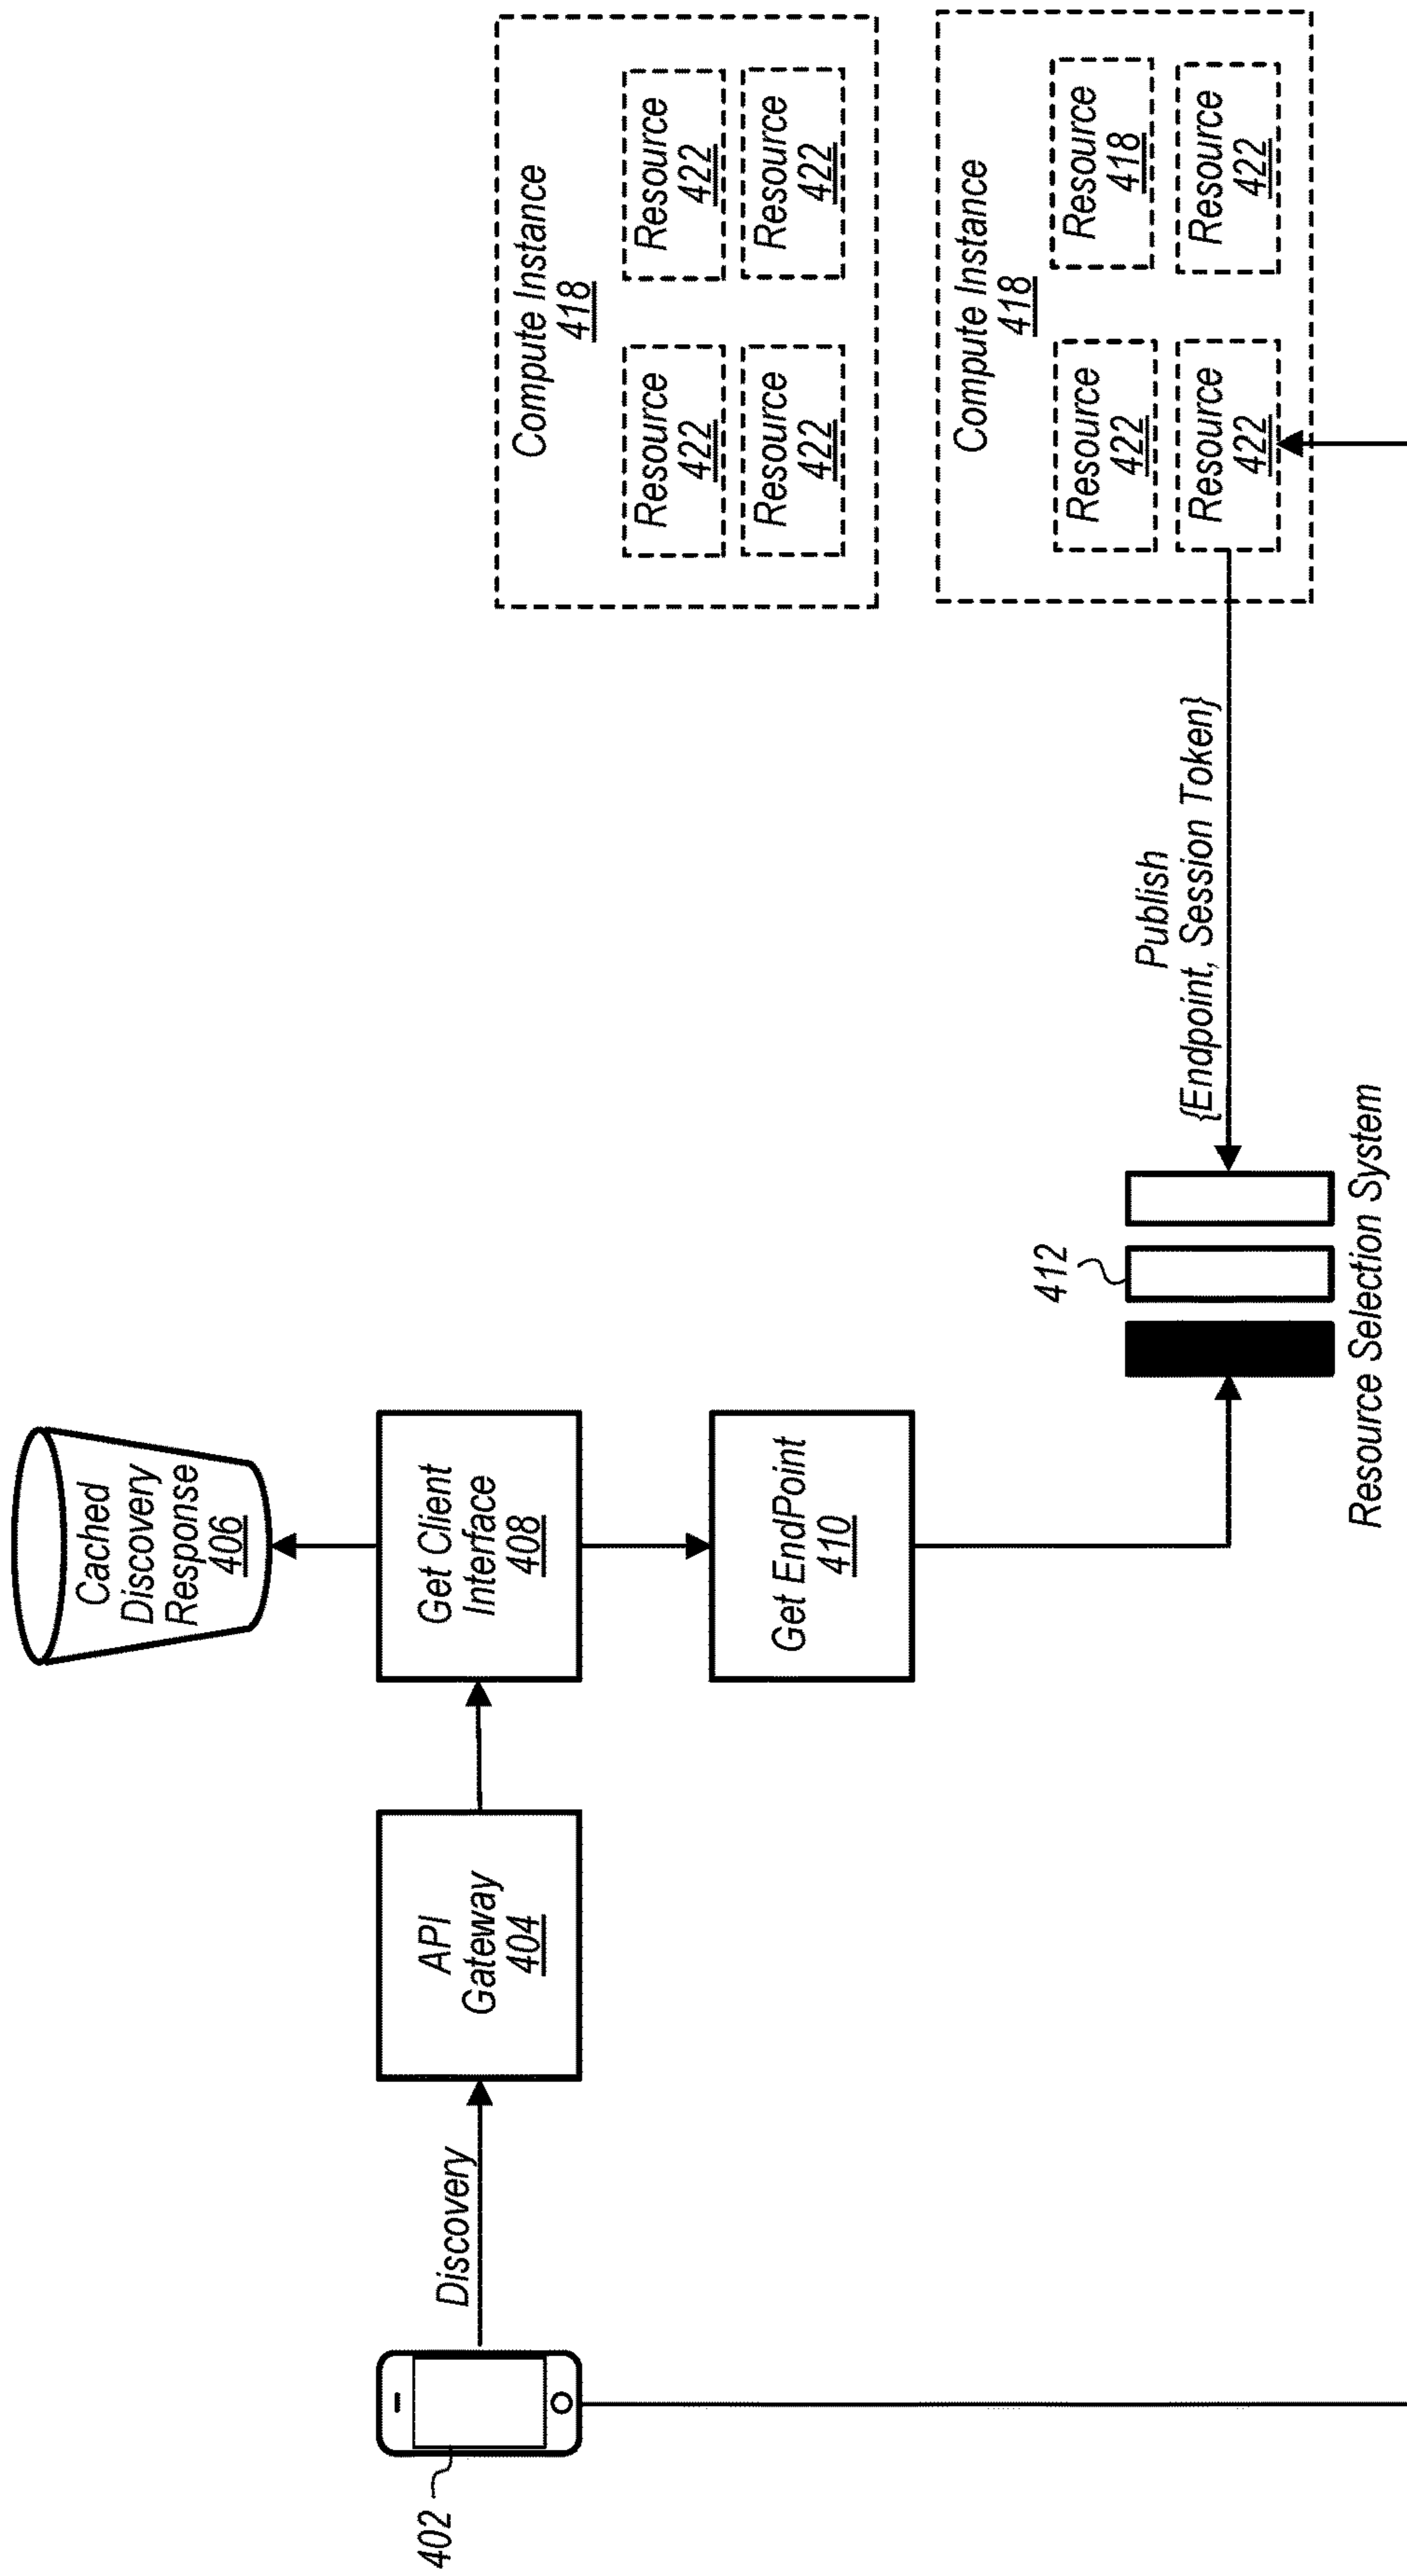 402
Discovery
API
Gateway
404
Cached
Discovery
Response
406
Get Client
Interface
408
Get EndPoint
410
412
Resource Selection System
Publish
{Endpoint, Session Token}
Compute Instance
418
Resource
422
Resource
422
Resource
422
Resource
422
Compute Instance
418
Resource
422
Resource
418
Resource
422
Resource
422